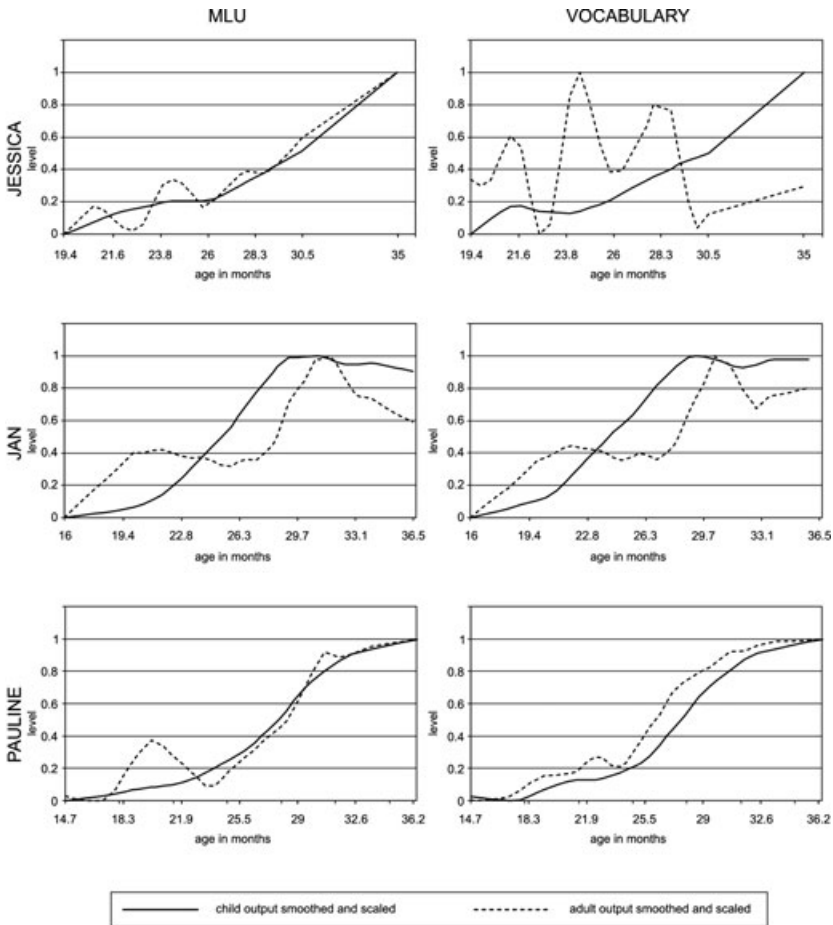 MLU
VOCABULARY
JESSICA
level
1
0.8
0.6
0.4
0.2
0
19.4 21.6 23.8 26 28.3 30.5 35
age in months
level
1
0.8
0.6
0.4
0.2
0
19.4 21.6 23.8 26 28.3 30.5 35
age in months
JAN
level
1
0.8
0.6
0.4
0.2
0
16 19.4 22.8 26.3 29.7 33.1 36.5
age in months
level
1
0.8
0.6
0.4
0.2
0
16 19.4 22.8 26.3 29.7 33.1 36.5
age in months
PAULINE
level
1
0.8
0.6
0.4
0.2
0
14.7 18.3 21.9 25.5 29 32.6 36.2
age in months
level
1
0.8
0.6
0.4
0.2
0
14.7 18.3 21.9 25.5 29 32.6 36.2
age in months
child output smoothed and scaled
adult output smoothed and scaled